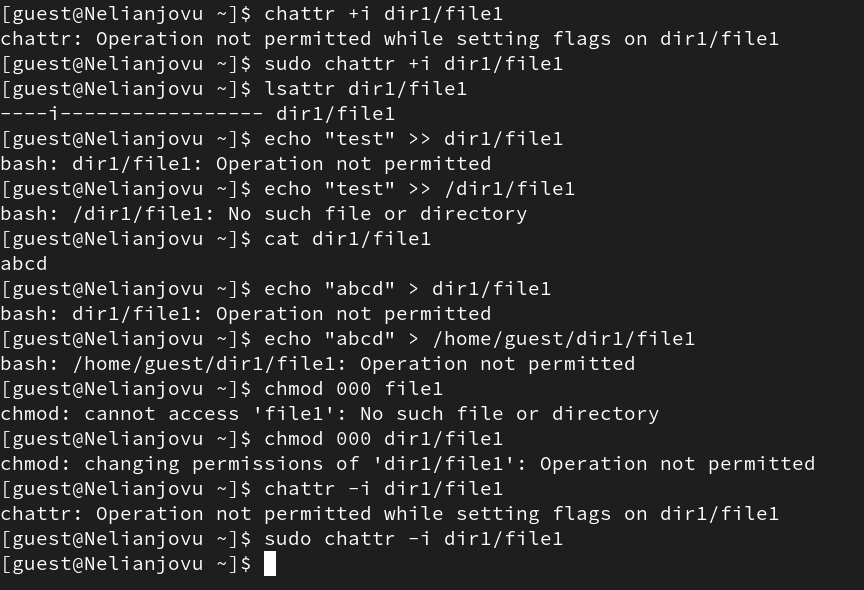 [guest@Nelianjovu ~]$ chattr +i dir1/file1
chattr: Operation not permitted while setting flags on dir1/file1
[guest@Nelianjovu ~]$ sudo chattr +i dir1/file1
[guest@Nelianjovu ~]$ lsattr dir1/file1
----i----------------- dir1/file1
[guest@Nelianjovu ~]$ echo "test" >> dir1/file1
bash: dir1/file1: Operation not permitted
[guest@Nelianjovu ~]$ echo "test" >> /dir1/file1
bash: /dir1/file1: No such file or directory
[guest@Nelianjovu ~]$ cat dir1/file1
abcd
[guest@Nelianjovu ~]$ echo "abcd" > dir1/file1
bash: dir1/file1: Operation not permitted
[guest@Nelianjovu ~]$ echo "abcd" > /home/guest/dir1/file1
bash: /home/guest/dir1/file1: Operation not permitted
[guest@Nelianjovu ~]$ chmod 000 file1
chmod: cannot access 'file1': No such file or directory
[guest@Nelianjovu ~]$ chmod 000 dir1/file1
chmod: changing permissions of 'dir1/file1': Operation not permitted
[guest@Nelianjovu ~]$ chattr -i dir1/file1
chattr: Operation not permitted while setting flags on dir1/file1
[guest@Nelianjovu ~]$ sudo chattr -i dir1/file1
[guest@Nelianjovu ~]$